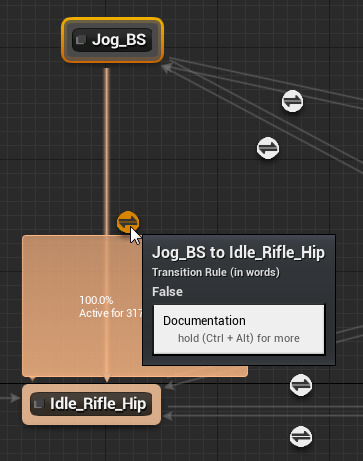 Jog_BS
Jog_BS to Idle_Rifle_Hip
Transition Rule (in words)
False
100.0%
Active for 317
Documentation
hold (Ctrl + Alt) for more
Idle_Rifle_Hip